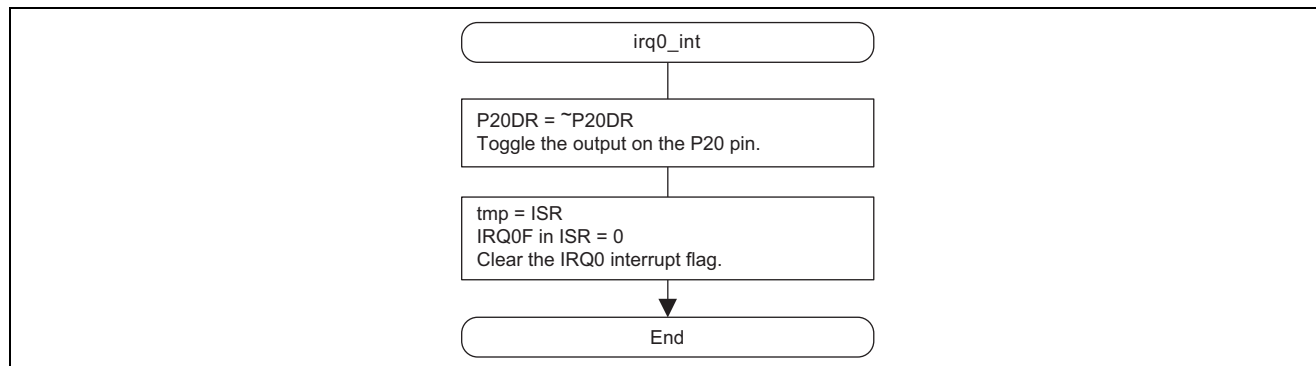 irq0_int
P20DR = ~P20DR
Toggle the output on the P20 pin.
tmp = ISR
IRQ0F in ISR = 0
Clear the IRQ0 interrupt flag.
End